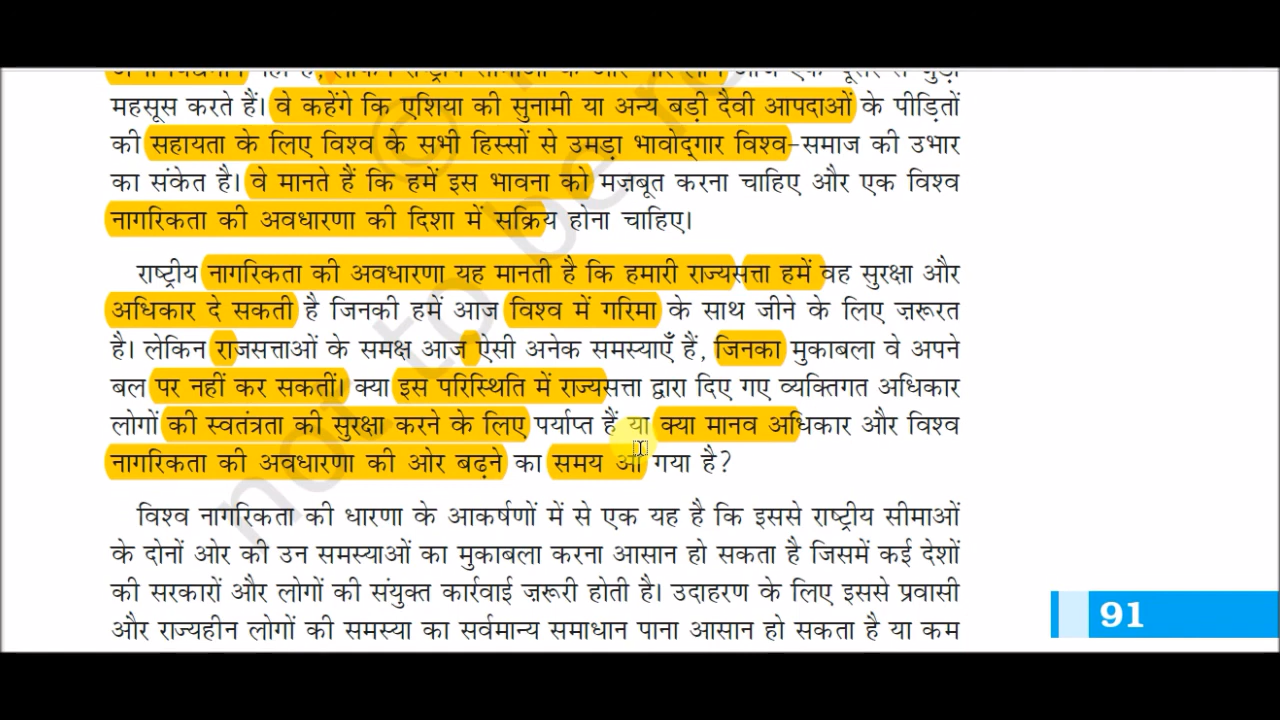 महसूस करते हैं। वे कहेंगे कि एशिया की सुनामी या अन्य बड़ी दैवी आपदाओं के पीड़ितों
की सहायता के लिए विश्व के सभी हिस्सों से उमड़ा भावोद्गार विश्व-समाज की उभार
का संकेत है। वे मानते हैं कि हमें इस भावना को मज़बूत करना चाहिए और एक विश्व
नागरिकता की अवधारणा की दिशा में सक्रिय होना चाहिए।
राष्ट्रीय नागरिकता की अवधारणा यह मानती है कि हमारी राज्यसत्ता हमें वह सुरक्षा और
अधिकार दे सकती है जिनकी हमें आज विश्व में गरिमा के साथ जीने के लिए ज़रूरत
है। लेकिन राजसत्ताओं के समक्ष आज ऐसी अनेक समस्याएँ हैं, जिनका मुकाबला वे अपने
बल पर नहीं कर सकतीं। क्या इस परिस्थिति में राज्यसत्ता द्वारा दिए गए व्यक्तिगत अधिकार
लोगों की स्वतंत्रता की सुरक्षा करने के लिए पर्याप्त हैं या क्या मानव अधिकार और विश्व
नागरिकता की अवधारणा की ओर बढ़ने का समय आ गया है?
विश्व नागरिकता की धारणा के आकर्षणों में से एक यह है कि इससे राष्ट्रीय सीमाओं
के दोनों ओर की उन समस्याओं का मुकाबला करना आसान हो सकता है जिसमें कई देशों
की सरकारों और लोगों की संयुक्त कार्रवाई ज़रूरी होती है। उदाहरण के लिए इससे प्रवासी
और राज्यहीन लोगों की समस्या का सर्वमान्य समाधान पाना आसान हो सकता है या कम
91
© not to be re